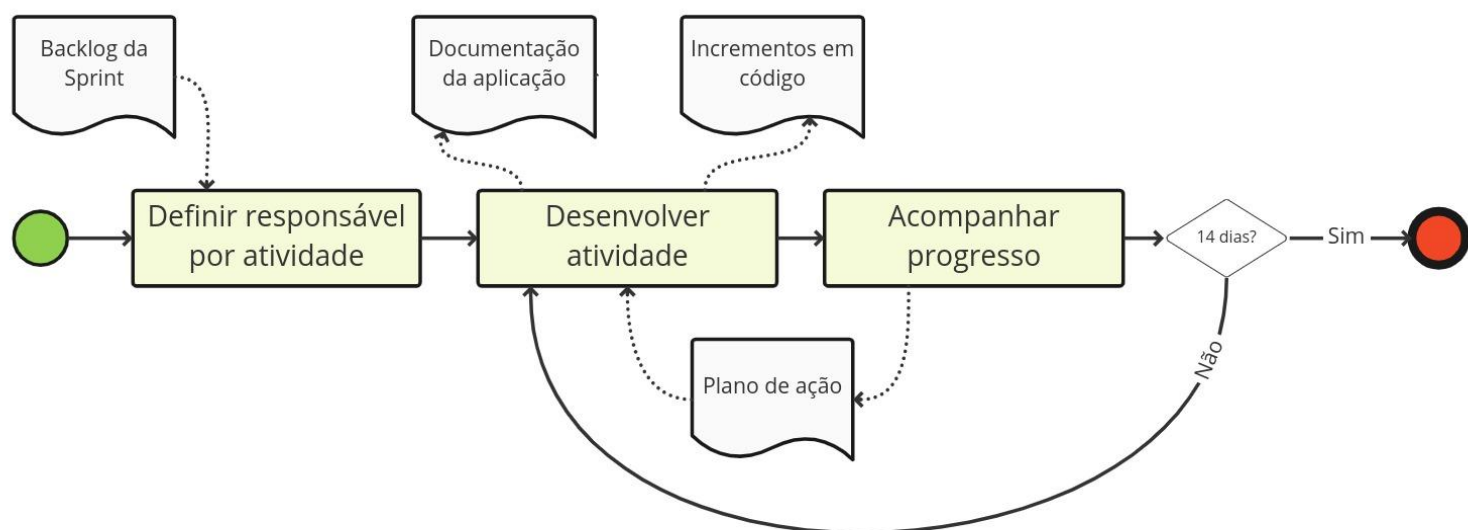 Backlog da
Sprint
Documentação
da aplicação
Incrementos em
código
Definir responsável
por atividade
Desenvolver
atividade
Acompanhar
progresso
14 dias?
Sim
Não
Plano de ação